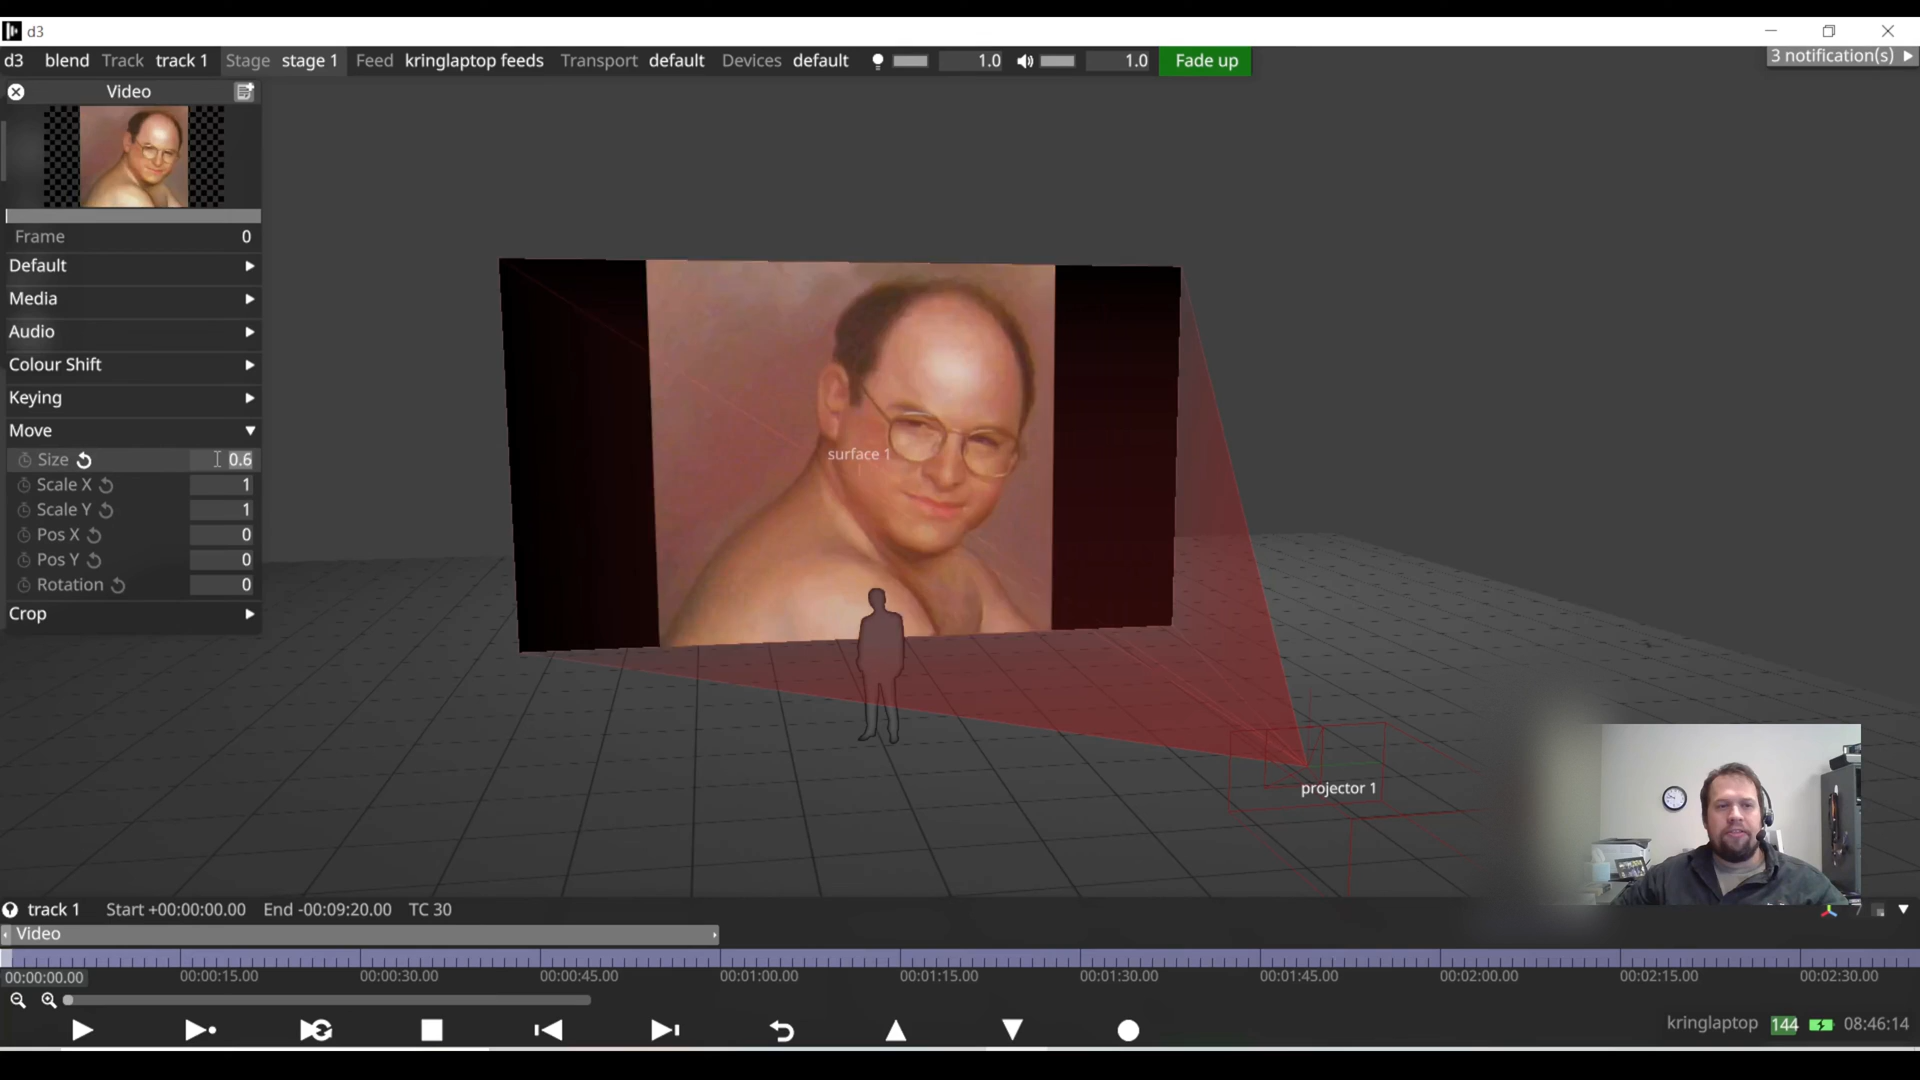 d3
d3 blend Track track 1 Stage stage 1 Feed kringlaptop feeds Transport default Devices default 1.0 1.0 Fade up 3 notification(s)
Video
Frame 0
Default
Media
Audio
Colour Shift
Keying
Move
Size 0.6
Scale X 1
Scale Y 1
Pos X 0
Pos Y 0
Rotation 0
Crop
surface 1
projector 1
track 1 Start +00:00:00.00 End -00:09:20.00 TC 30
Video
00:00:00.00 00:00:15.00 00:00:30.00 00:00:45.00 00:01:00.00 00:01:15.00 00:01:30.00 00:01:45.00 00:02:00.00 00:02:15.00 00:02:30.00
kringlaptop 144 08:46:14